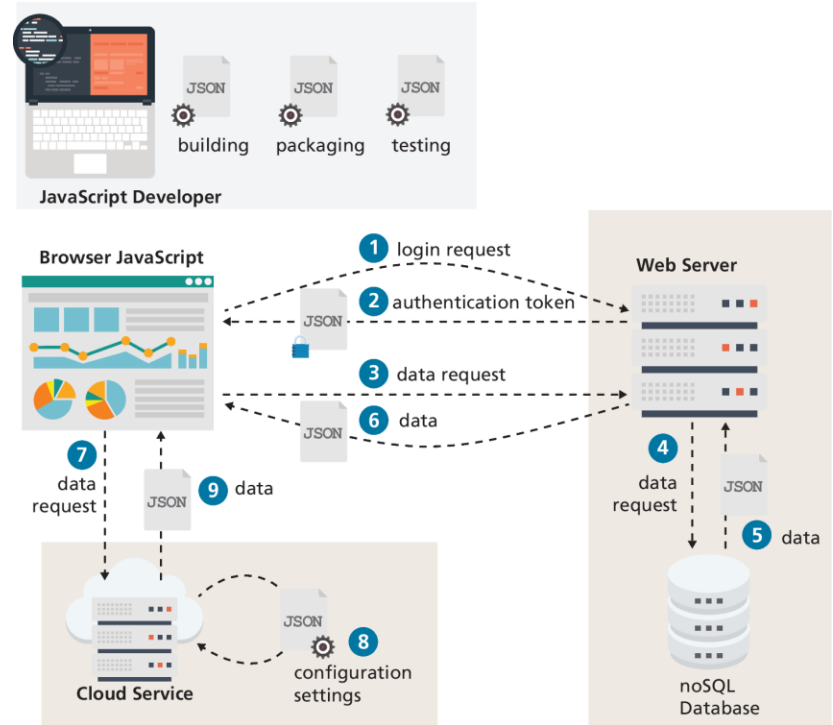 JSON
JSON
JSON
building
packaging
testing
JavaScript Developer
Browser JavaScript
1 login request
Web Server
2 authentication token
JSON
3 data request
6 data
JSON
7
data
request
JSON
9 data
4
data
request
JSON
5 data
JSON
8
configuration
settings
Cloud Service
noSQL
Database